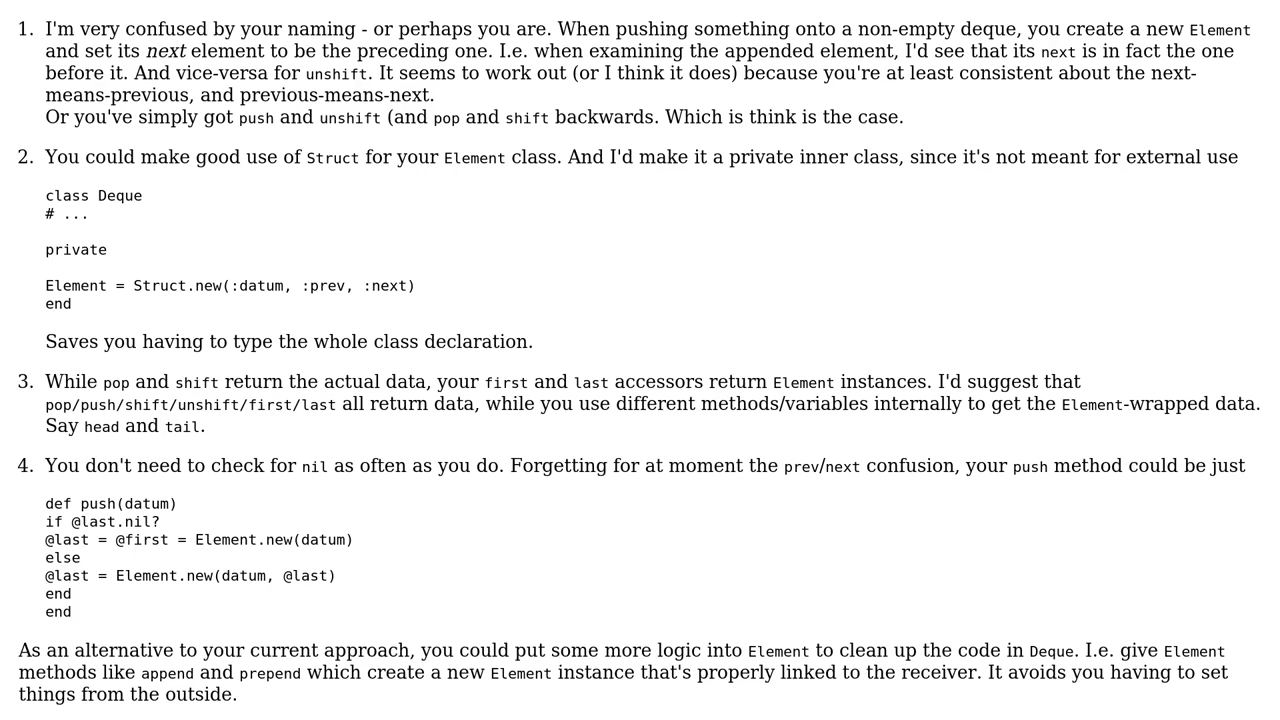 1. I'm very confused by your naming - or perhaps you are. When pushing something onto a non-empty deque, you create a new Element
and set its next element to be the preceding one. I.e. when examining the appended element, I'd see that its next is in fact the one
before it. And vice-versa for unshift. It seems to work out (or I think it does) because you're at least consistent about the next-
means-previous, and previous-means-next.
Or you've simply got push and unshift (and pop and shift backwards. Which is think is the case.
2. You could make good use of Struct for your Element class. And I'd make it a private inner class, since it's not meant for external use
class Deque
# ...
private
Element = Struct.new(:datum, :prev, :next)
end
Saves you having to type the whole class declaration.
3. While pop and shift return the actual data, your first and last accessors return Element instances. I'd suggest that
pop/push/shift/unshift/first/last all return data, while you use different methods/variables internally to get the Element-wrapped data.
Say head and tail.
4. You don't need to check for nil as often as you do. Forgetting for at moment the prev/next confusion, your push method could be just
def push(datum)
if @last.nil?
@last = @first = Element.new(datum)
else
@last = Element.new(datum, @last)
end
end
As an alternative to your current approach, you could put some more logic into Element to clean up the code in Deque. I.e. give Element
methods like append and prepend which create a new Element instance that's properly linked to the receiver. It avoids you having to set
things from the outside.